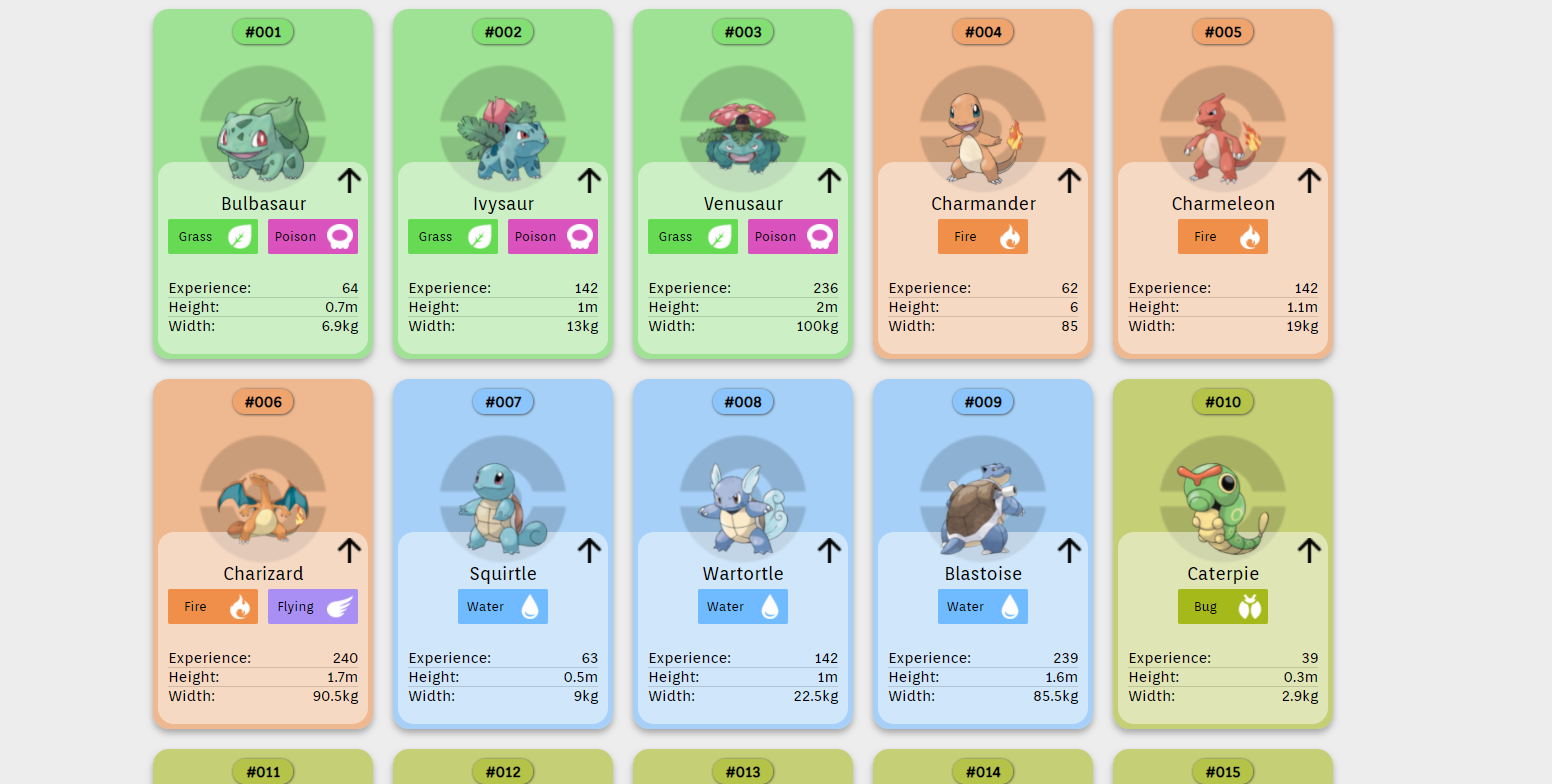 #001
Bulbasaur
Grass Poison
Experience: 64
Height: 0.7m
Width: 6.9kg
#002
Ivysaur
Grass Poison
Experience: 142
Height: 1m
Width: 13kg
#003
Venusaur
Grass Poison
Experience: 236
Height: 2m
Width: 100kg
#004
Charmander
Fire
Experience: 62
Height: 6
Width: 85
#005
Charmeleon
Fire
Experience: 142
Height: 1.1m
Width: 19kg
#006
Charizard
Fire Flying
Experience: 240
Height: 1.7m
Width: 90.5kg
#007
Squirtle
Water
Experience: 63
Height: 0.5m
Width: 9kg
#008
Wartortle
Water
Experience: 142
Height: 1m
Width: 22.5kg
#009
Blastoise
Water
Experience: 239
Height: 1.6m
Width: 85.5kg
#010
Caterpie
Bug
Experience: 39
Height: 0.3m
Width: 2.9kg
#011
#012
#013
#014
#015